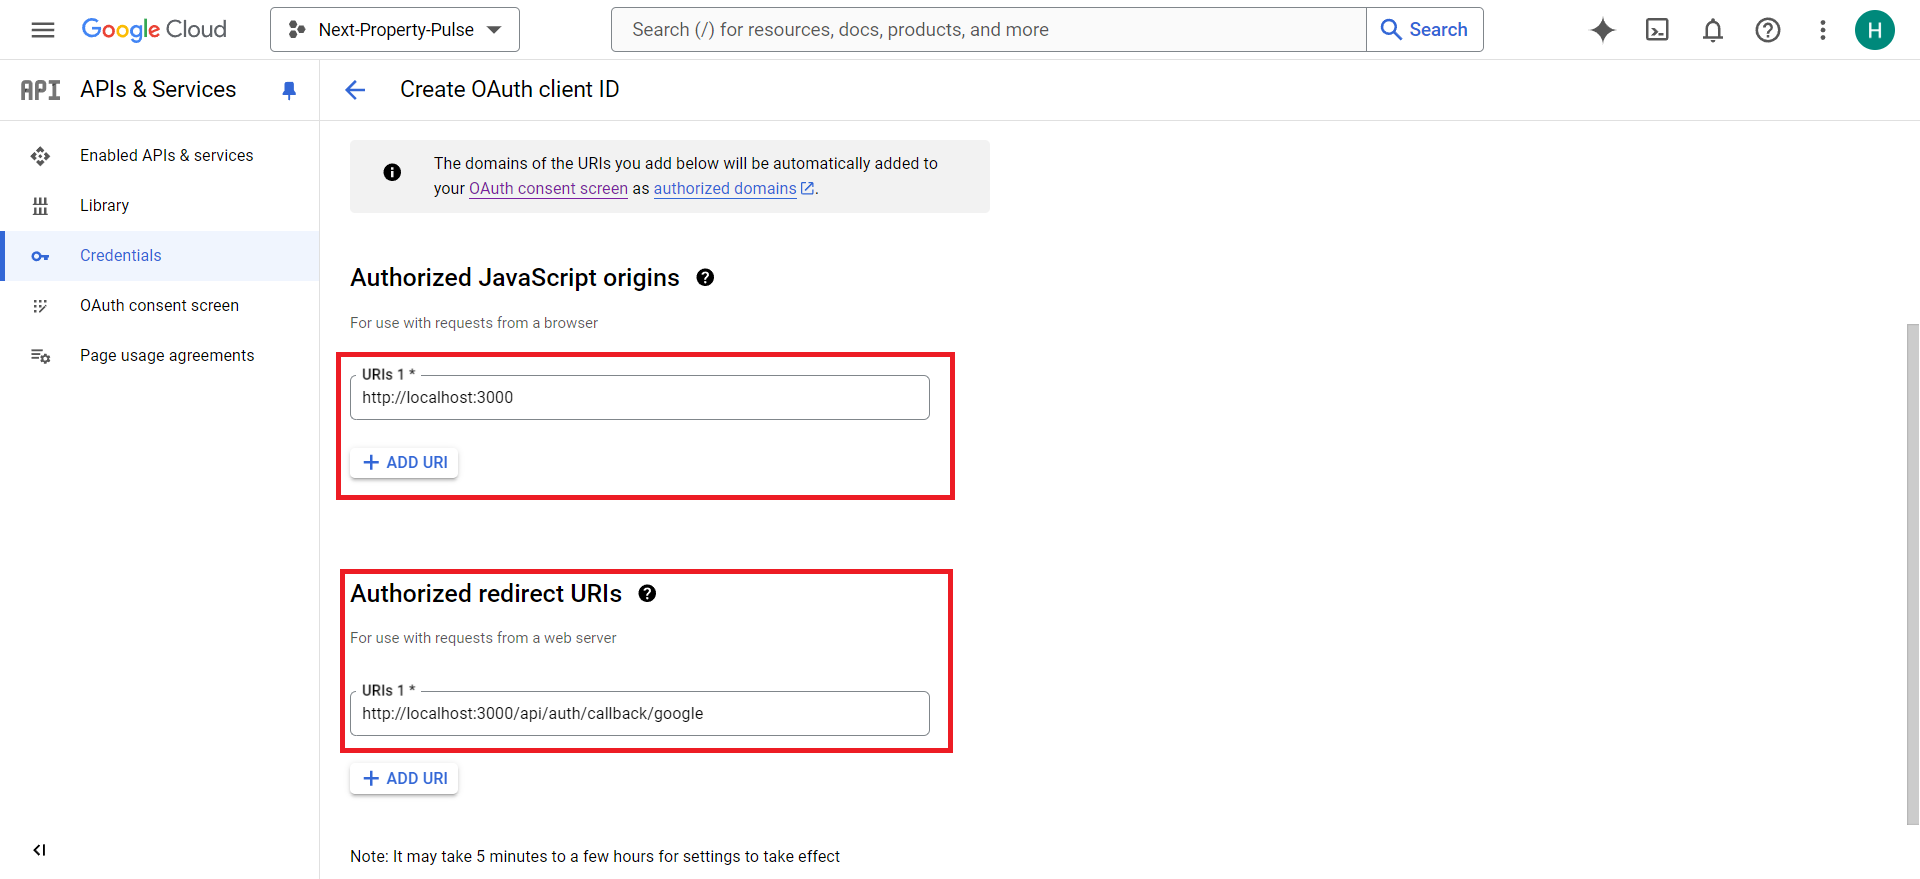 Google Cloud
Next-Property-Pulse
Search (/) for resources, docs, products, and more
Search
H
API
APIs & Services
Create OAuth client ID
Enabled APIs & services
Library
Credentials
OAuth consent screen
Page usage agreements
The domains of the URIs you add below will be automatically added to
your OAuth consent screen as authorized domains.
Authorized JavaScript origins
For use with requests from a browser
URIs 1 *
http://localhost:3000
+ ADD URI
Authorized redirect URIs
For use with requests from a web server
URIs 1 *
http://localhost:3000/api/auth/callback/google
+ ADD URI
Note: It may take 5 minutes to a few hours for settings to take effect